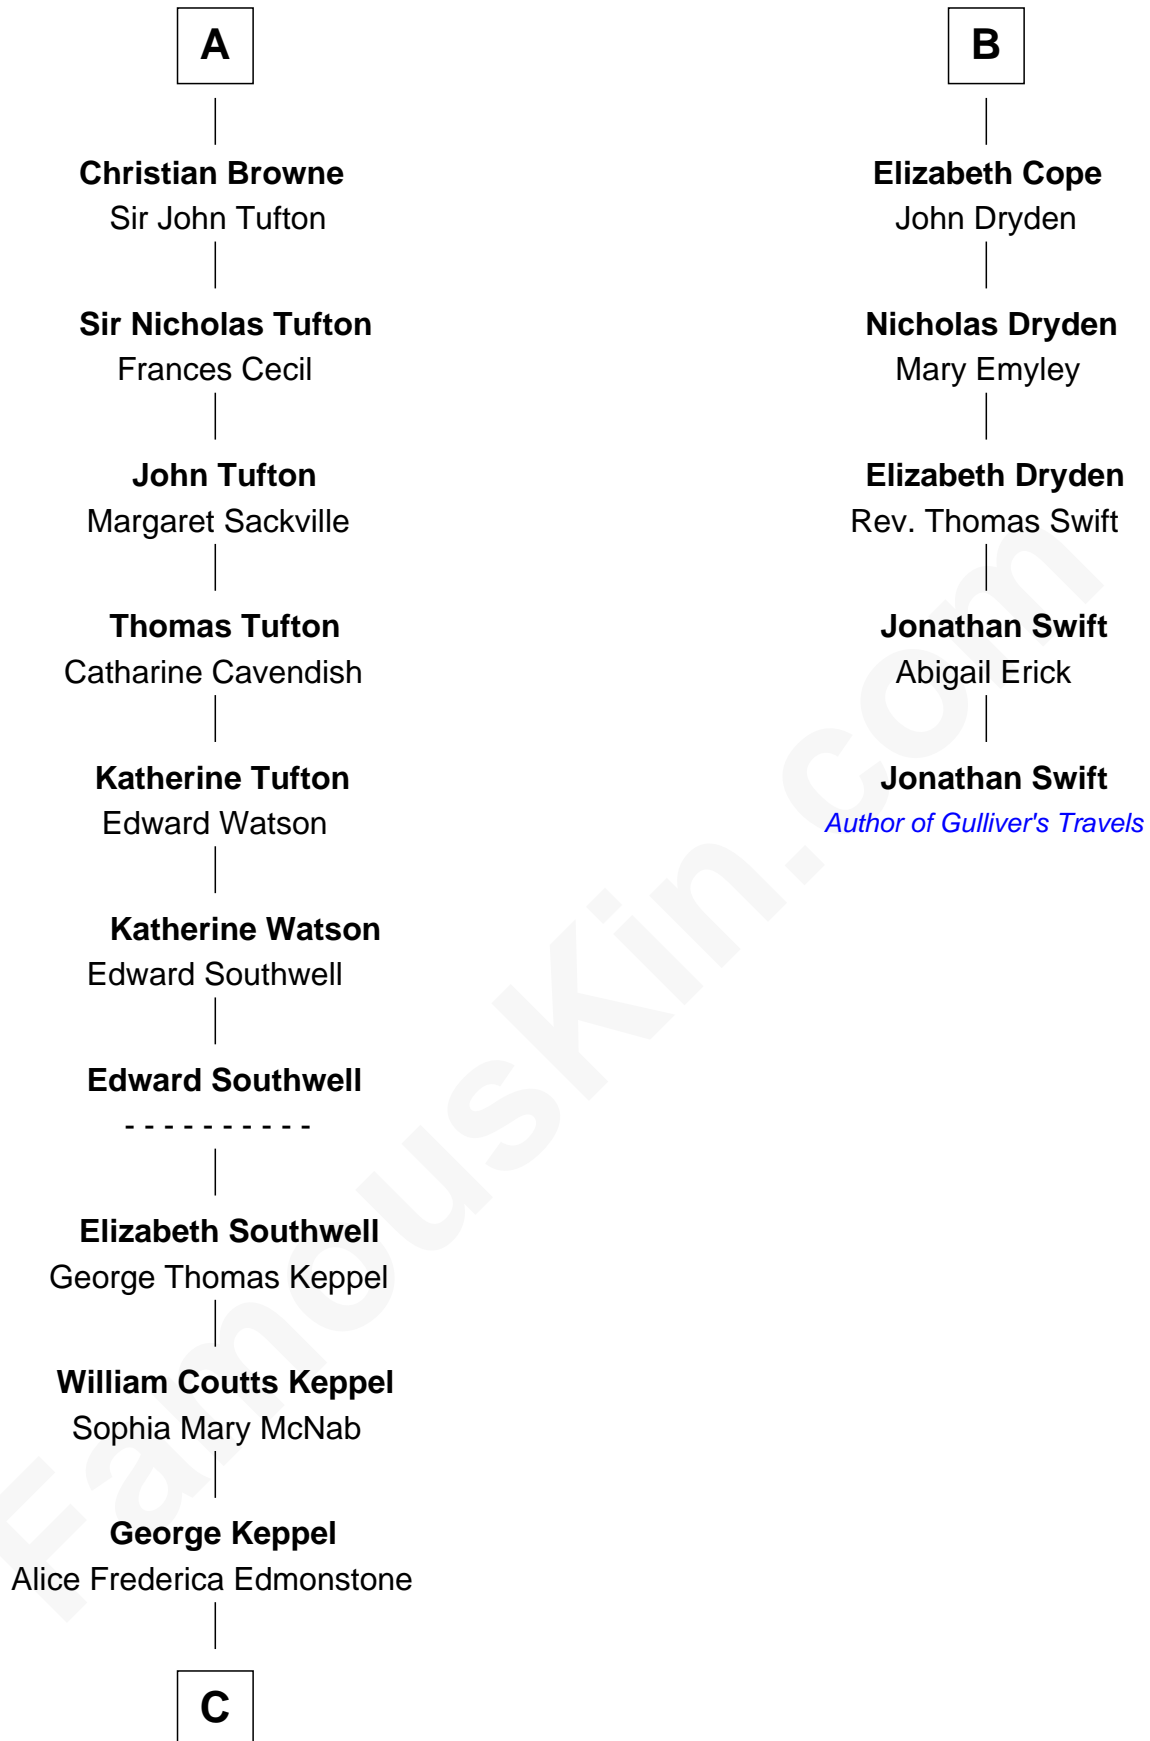 A
Christian Browne
Sir John Tufton
Sir Nicholas Tufton
Frances Cecil
John Tufton
Margaret Sackville
Thomas Tufton
Catharine Cavendish
Katherine Tufton
Edward Watson
Katherine Watson
Edward Southwell
Edward Southwell
- - - - - - - - - -
Elizabeth Southwell
George Thomas Keppel
William Coutts Keppel
Sophia Mary McNab
George Keppel
Alice Frederica Edmonstone
C
B
Elizabeth Cope
John Dryden
Nicholas Dryden
Mary Emyley
Elizabeth Dryden
Rev. Thomas Swift
Jonathan Swift
Abigail Erick
Jonathan Swift
Author of Gulliver's Travels
FamousKin.com